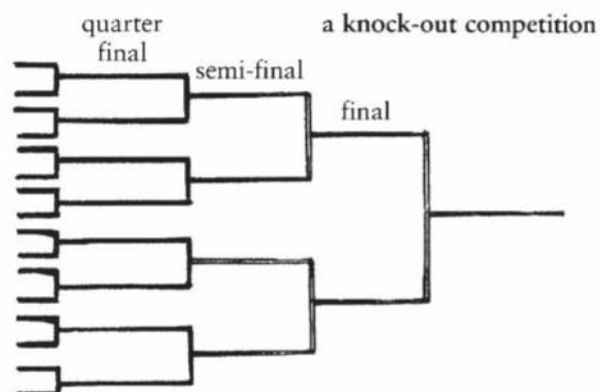 a knock-out competition
quarter
final
semi-final
final